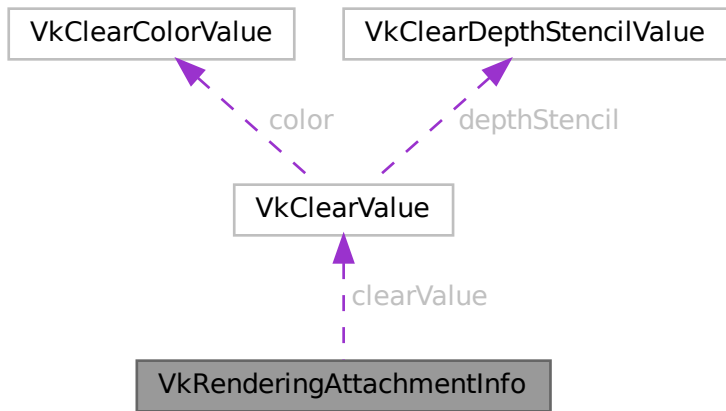 VkClearColorValue
VkClearDepthStencilValue
color
depthStencil
VkClearValue
clearValue
VkRenderingAttachmentInfo